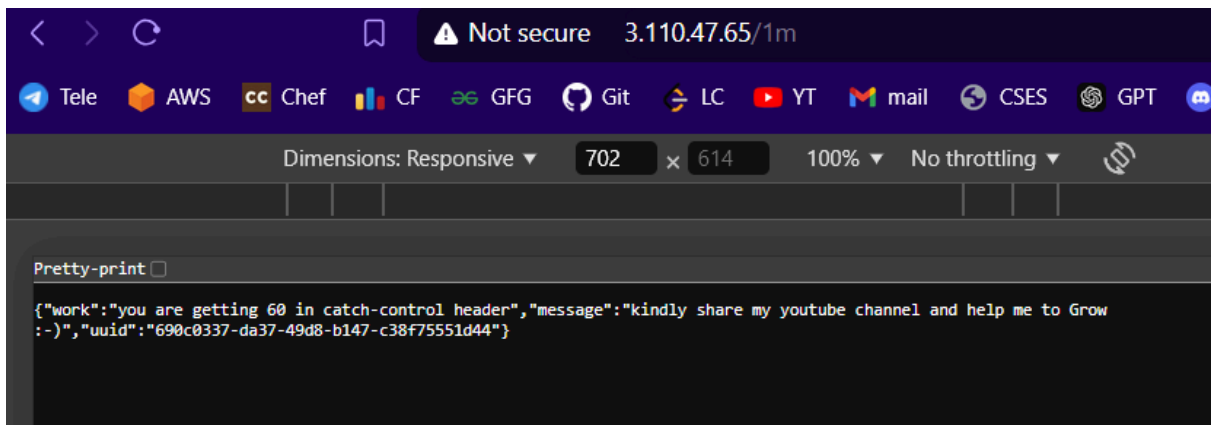 Not secure 3.110.47.65/1m
Tele AWS cc Chef CF GFG Git LC YT mail CSES GPT
Dimensions: Responsive 702 x 614 100% No throttling
Pretty-print
{"work":"you are getting 60 in catch-control header","message":"kindly share my youtube channel and help me to Grow
:-)","uuid":"690c0337-da37-49d8-b147-c38f75551d44"}